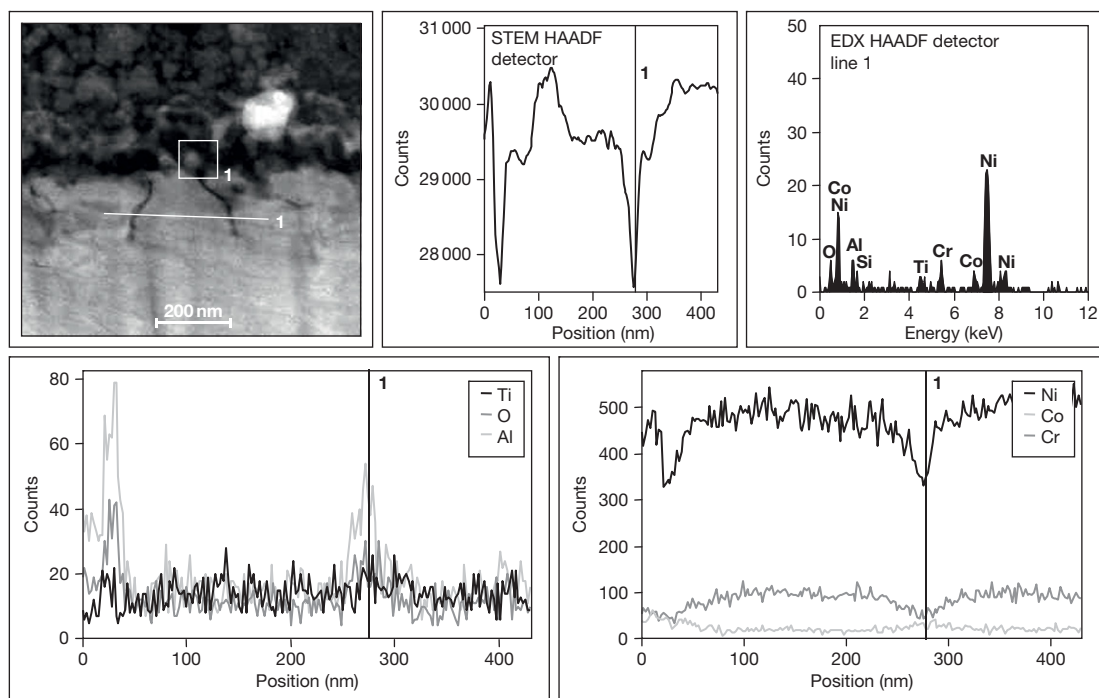 1
1
200 nm
STEM HAADF
detector
1
31 000
30 000
29 000
28 000
Counts
0 100 200 300 400
Position (nm)
EDX HAADF detector
line 1
50
40
30
20
10
0
Counts
Co
Ni
O
Al
Si
Ti
Cr
Co
Ni
Ni
0 2 4 6 8 10 12
Energy (keV)
80
60
40
20
0
Counts
1
Ti
O
Al
0 100 200 300 400
Position (nm)
500
400
300
200
100
0
Counts
1
Ni
Co
Cr
0 100 200 300 400
Position (nm)